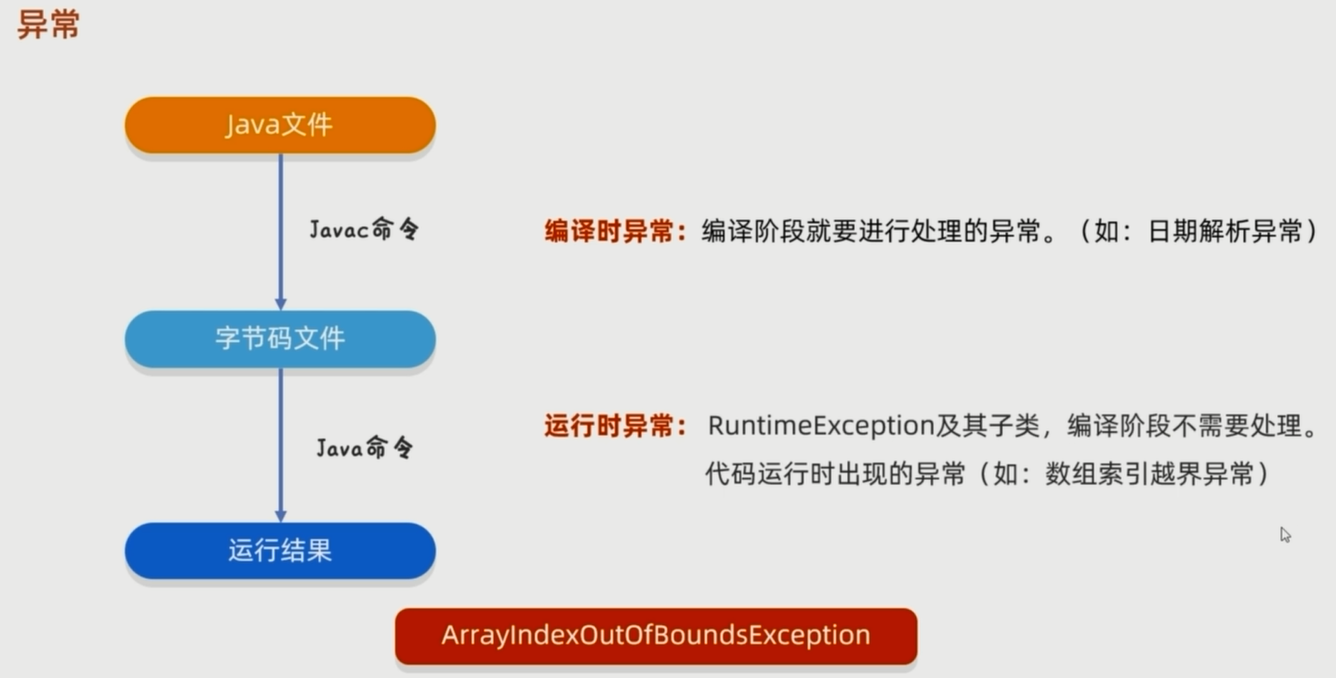 异常
Java文件
Javac命令
编译时异常：编译阶段就要进行处理的异常。（如：日期解析异常）
字节码文件
运行时异常： RuntimeException及其子类，编译阶段不需要处理。
Java命令
代码运行时出现的异常（如：数组索引越界异常）
运行结果
ArrayIndexOutOfBoundsException